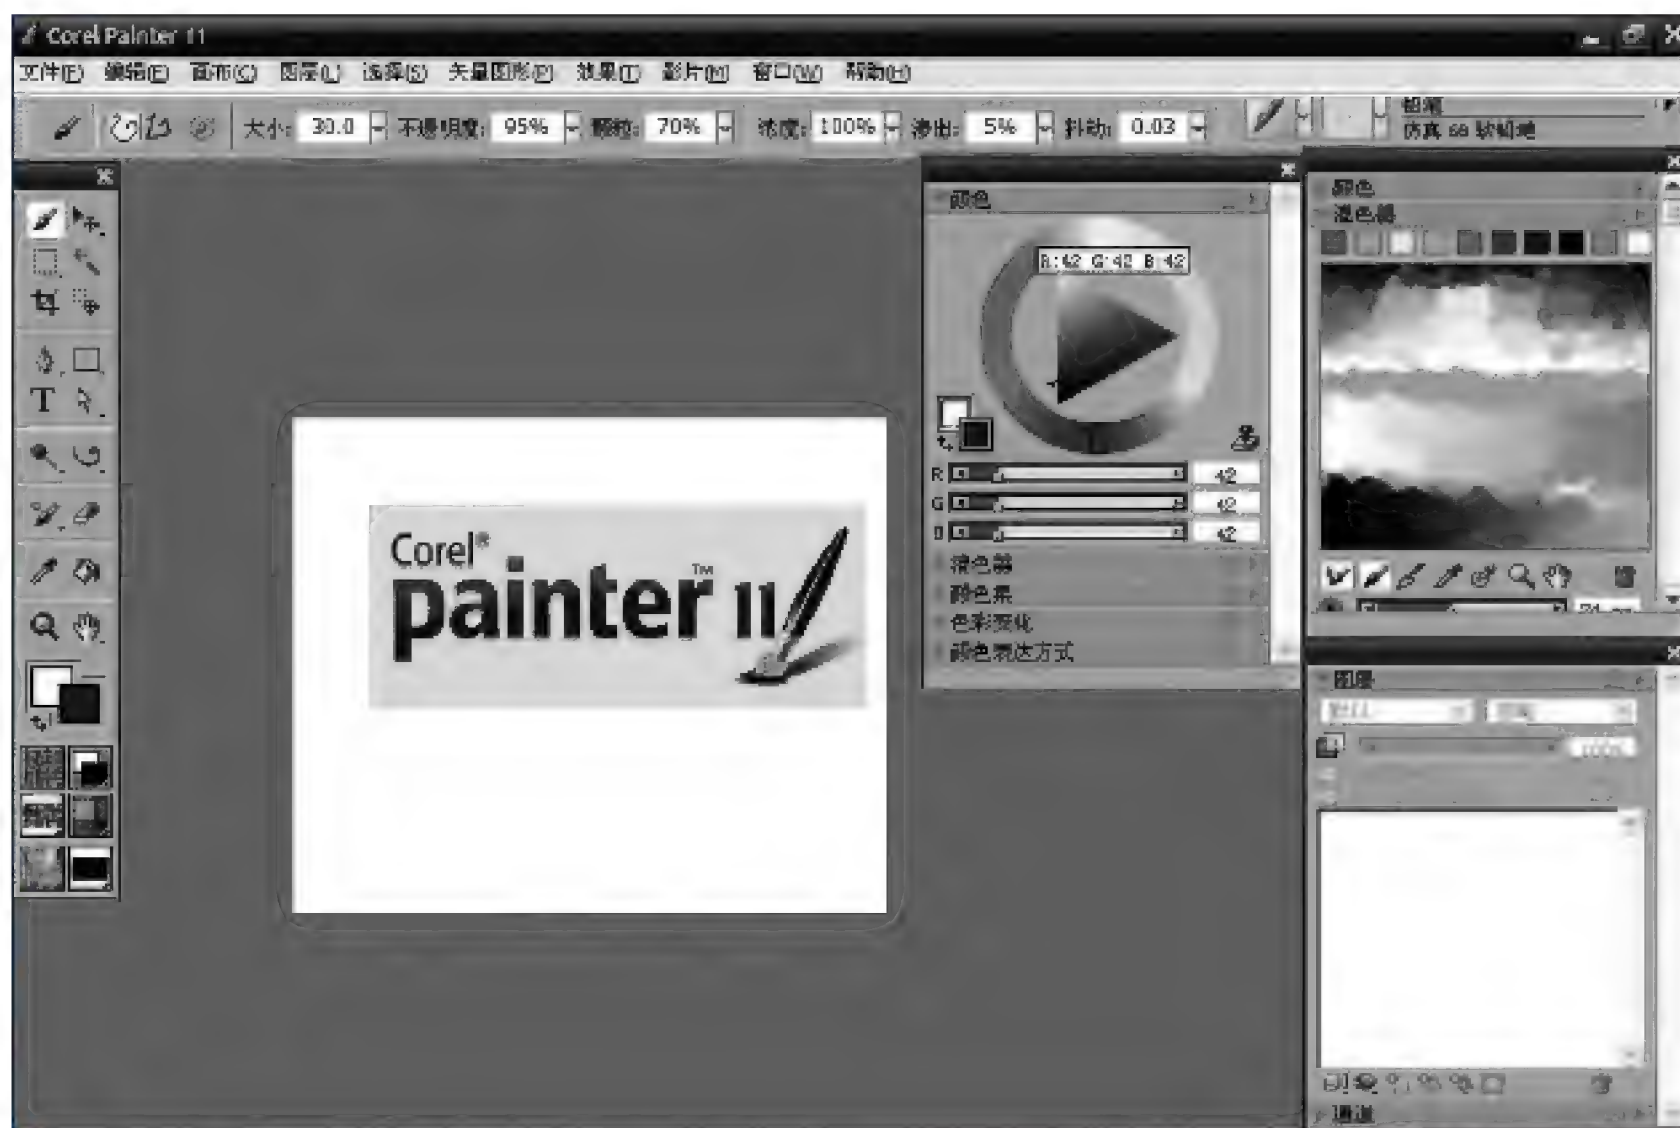 Corel Painter 11
文件(F) 编辑(E) 画布(C) 图层(L) 选择(S) 矢量图形(P) 效果(T) 影片(M) 窗口(W) 帮助(H)
大小: 30.0 不透明度: 95% 颗粒: 70% 浓度: 100% 渗出: 5% 抖动: 0.03
铅笔
仿真 6B 软铅笔
颜色
R:42 G:42 B:42
R 42
G 42
B 42
混色器
颜色集
色彩变化
颜色表达方式
颜色
混色器
T
Corel®
painter™ 11
图层
默认
100%
通道